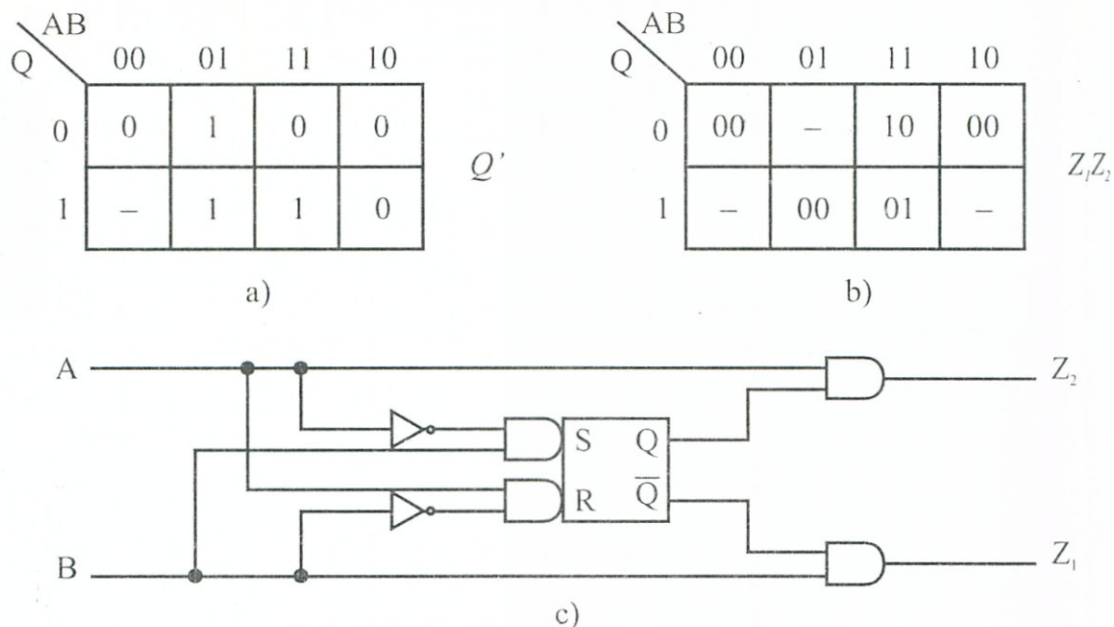 AB AB
Q 00 01 11 10 Q 00 01 11 10
0 0 1 0 0 0 00 – 10 00
Q’ Z₁Z₂
1 – 1 1 0 1 – 00 01 –
a) b)
A Z₂
S Q
R Q̅
B Z₁
c)